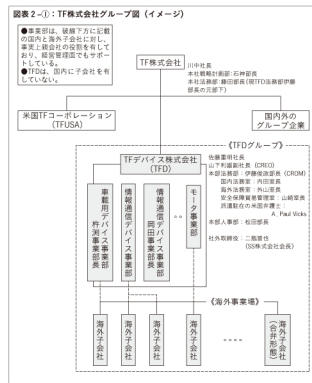 図表2-①：TF株式会社グループ図（イメージ）
●事業部は、破線下方に記載
の国内と海外子会社に対し、
事実上親会社の役割を有して
おり、経営管理面でもサポート
している。
●TFDは、国内に子会社を有
していない。
TF株式会社
川中社長
本社戦略計画部：石神部長
本社法務部：藤田部長（現TFD法務部伊藤
部長の元部下）
米国TFコーポレーション
（TFUSA）
国内外の
グループ企業
《TFDグループ》
TFデバイス株式会社
（TFD）
佐藤重明社長
山下利盛副社長（CREO）
本部法務部：伊藤俊政部長（CROM）
国内法務室：内田室長
海外法務室：外山室長
安全保障貿易管理室：山崎室長
派遣駐在の米国弁護士：
A. Paul Vicks
本部人事部：松田部長
社外取締役：二階堂也
（SS株式会社会長）
車載用デバイス事業部
杵渕事業部長
情報通信デバイス事業部
情報通信デバイス事業部
岡田事業部長
モータ事業部
《海外事業場》
海外子会社
海外子会社
海外子会社
海外子会社
海外子会社
（合弁形態）